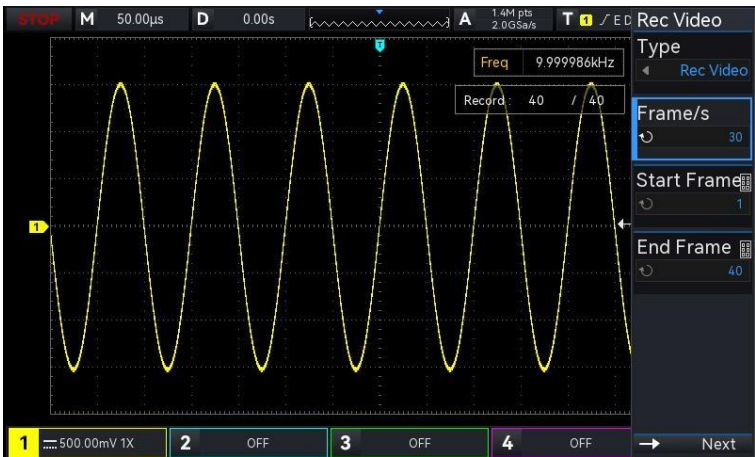 STOP M 50.00μs D 0.00s A 1.4M pts T 1 E D Rec Video
2.0GSa/s
Type
Rec Video
T
Freq 9.999986kHz
Record : 40 / 40
Frame/s
30
Start Frame
1
1
End Frame
40
1 500.00mV 1X 2 OFF 3 OFF 4 OFF
Next